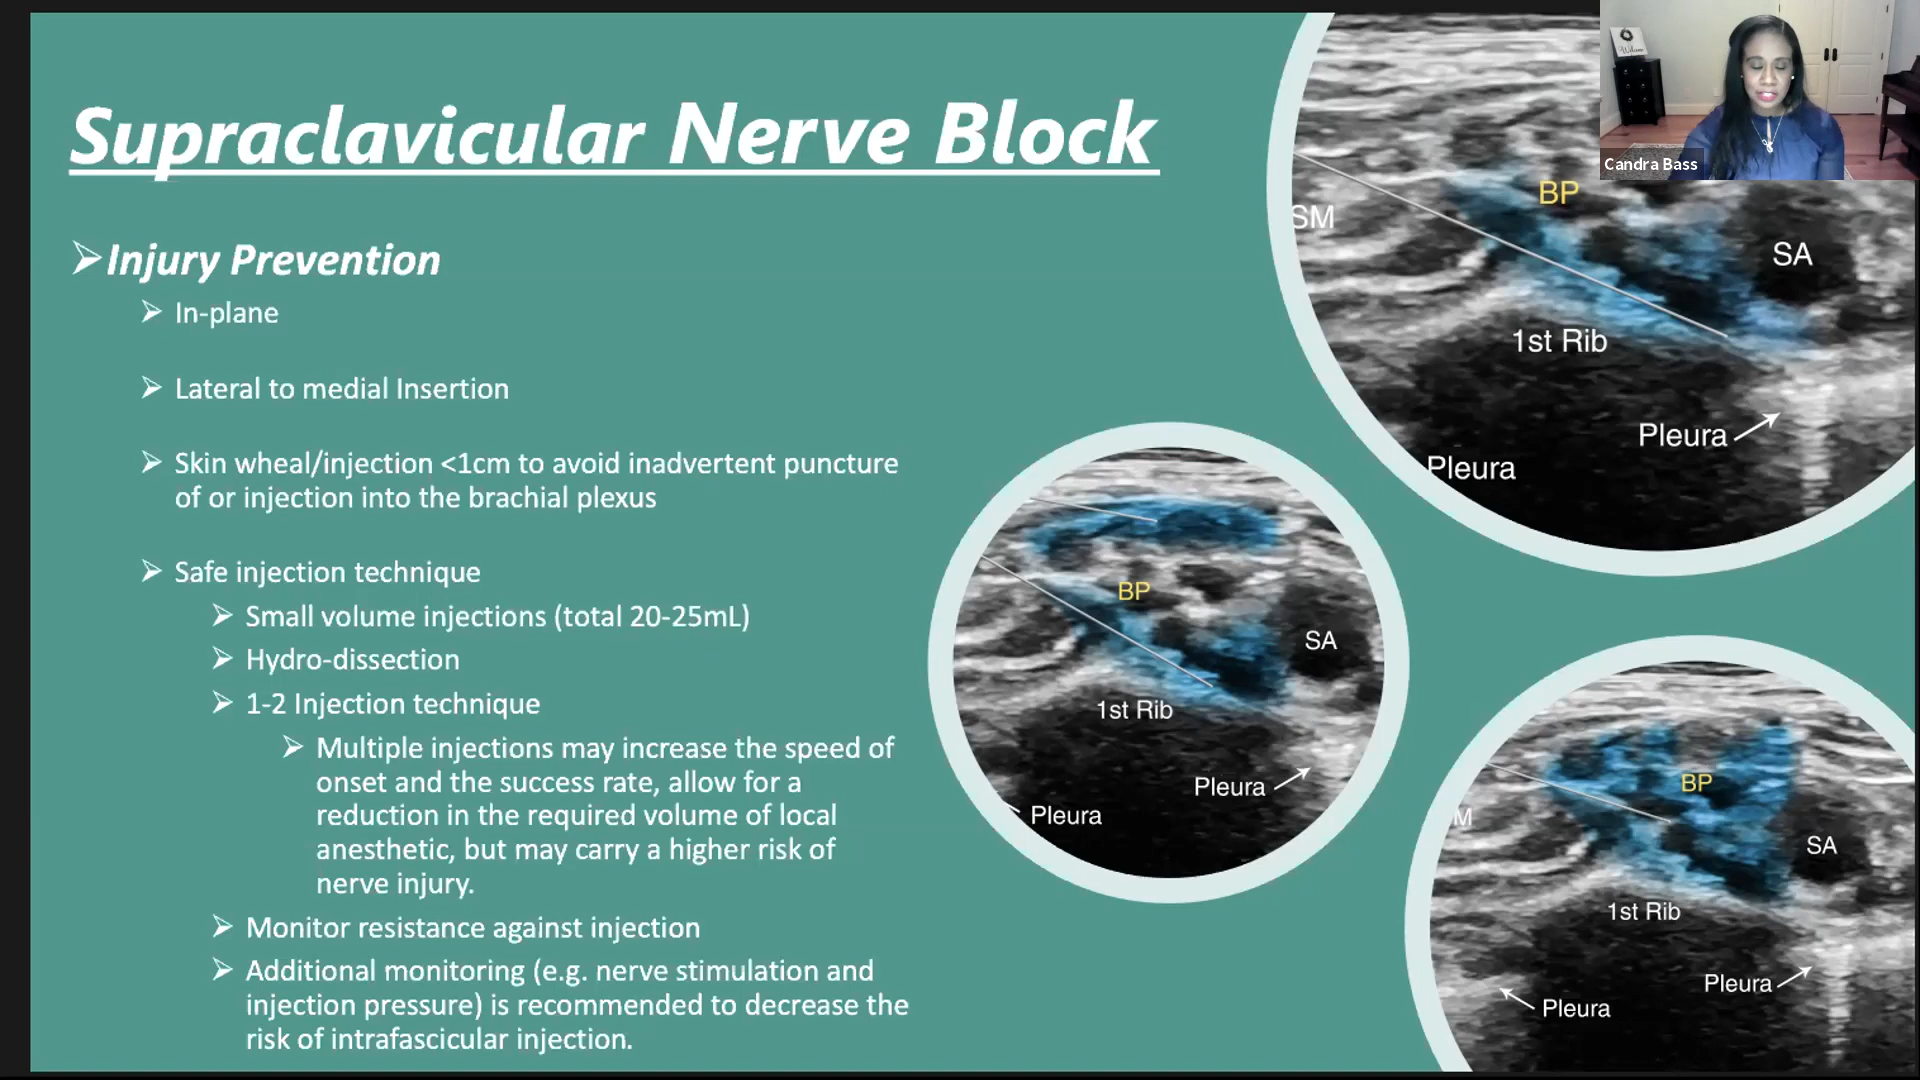 Supraclavicular Nerve Block
Injury Prevention
In-plane
Lateral to medial Insertion
Skin wheal/injection <1cm to avoid inadvertent puncture
of or injection into the brachial plexus
Safe injection technique
Small volume injections (total 20-25mL)
Hydro-dissection
1-2 Injection technique
Multiple injections may increase the speed of
onset and the success rate, allow for a
reduction in the required volume of local
anesthetic, but may carry a higher risk of
nerve injury.
Monitor resistance against injection
Additional monitoring (e.g. nerve stimulation and
injection pressure) is recommended to decrease the
risk of intrafascicular injection.
BP
SM
SA
1st Rib
Pleura
Pleura
BP
SA
1st Rib
Pleura
Pleura
BP
M
SA
1st Rib
Pleura
Pleura
Welcome
Candra Bass